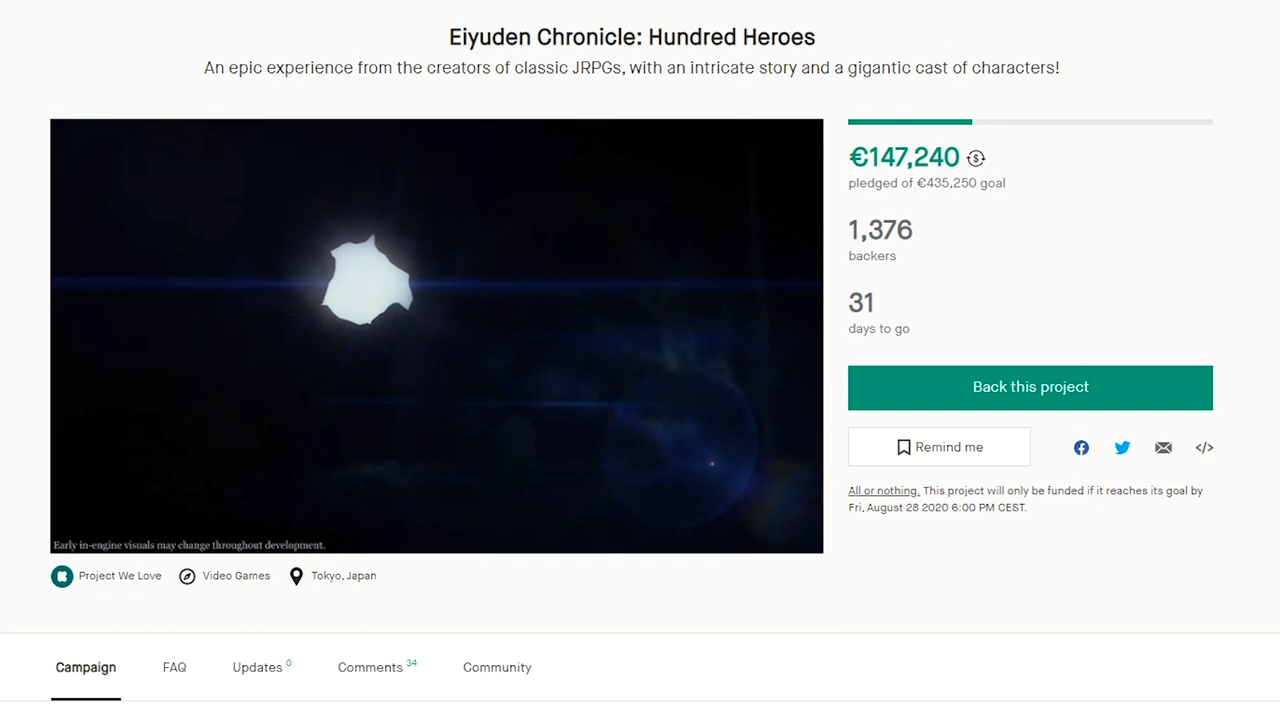 Eiyuden Chronicle: Hundred Heroes
An epic experience from the creators of classic JRPGs, with an intricate story and a gigantic cast of characters!
€147,240
pledged of €435,250 goal
1,376
backers
31
days to go
Back this project
Remind me
All or nothing. This project will only be funded if it reaches its goal by
Fri, August 28 2020 6:00 PM CEST.
Early in-engine visuals may change throughout development.
Project We Love Video Games Tokyo, Japan
Campaign FAQ Updates 0 Comments 34 Community